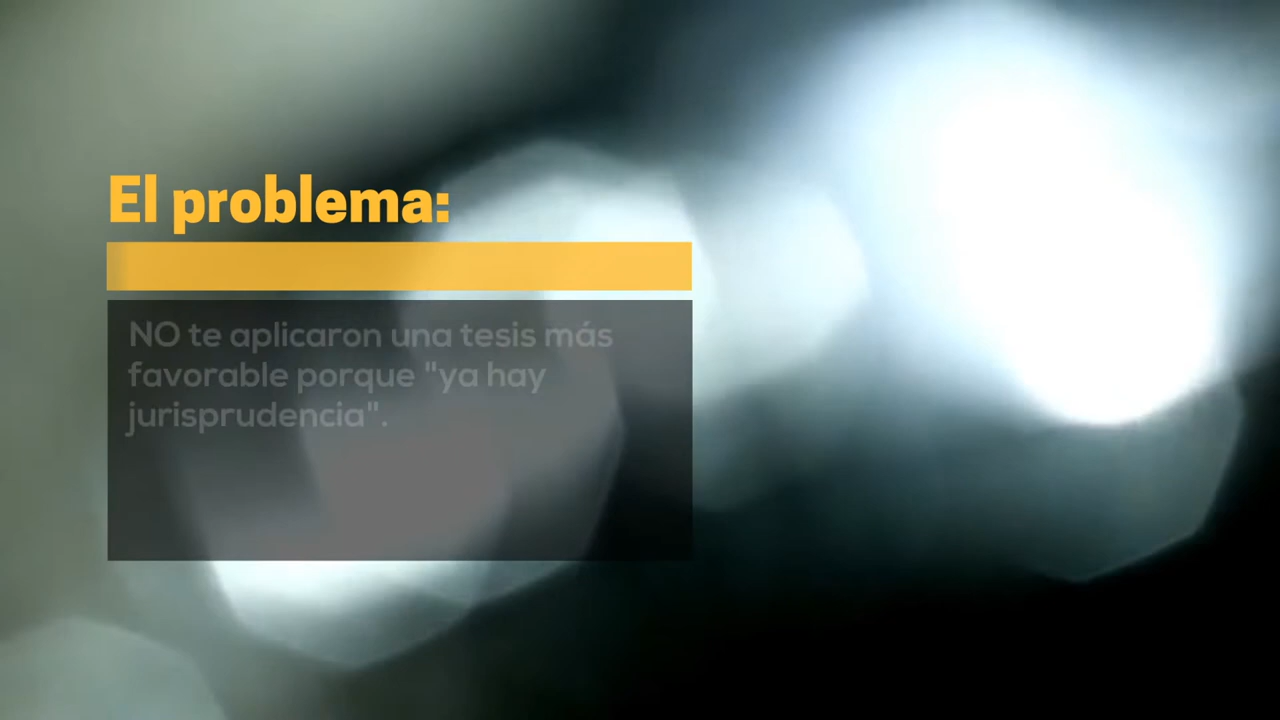 El problema:
NO te aplicaron una tesis más
favorable porque "ya hay
jurisprudencia".